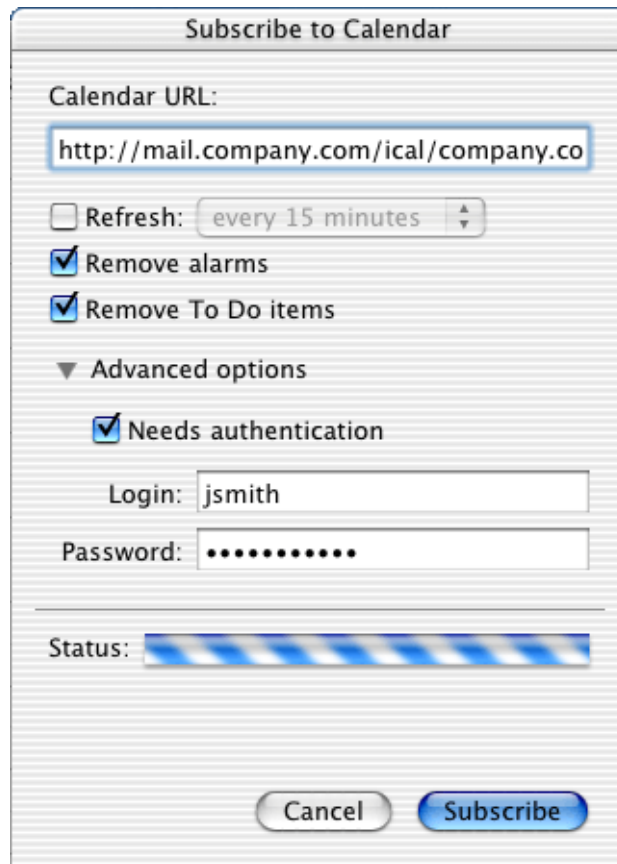 Subscribe to Calendar
Calendar URL:
http://mail.company.com/ical/company.co
Refresh: every 15 minutes
Remove alarms
Remove To Do items
Advanced options
Needs authentication
Login: jsmith
Password: •••••••••••
Status:
Cancel Subscribe